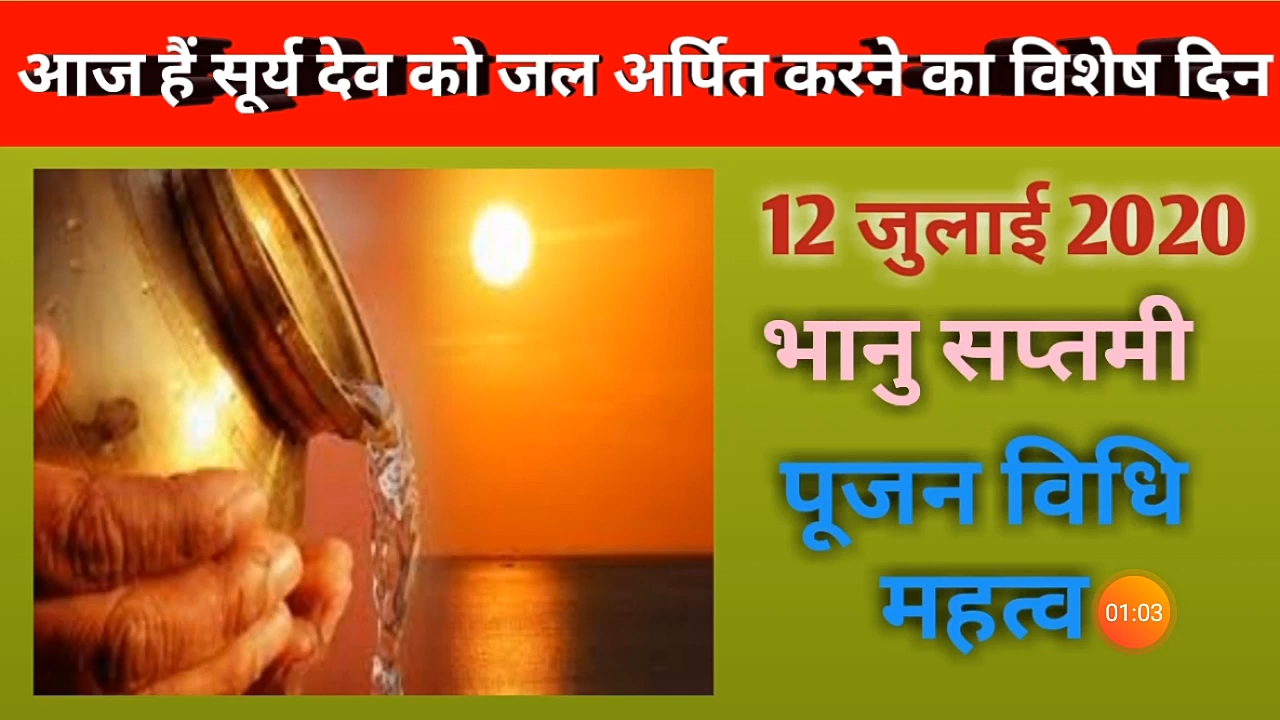 आज हैं सूर्य देव को जल अर्पित करने का विशेष दिन
12 जुलाई 2020
भानु सप्तमी
पूजन विधि
महत्व
01:03